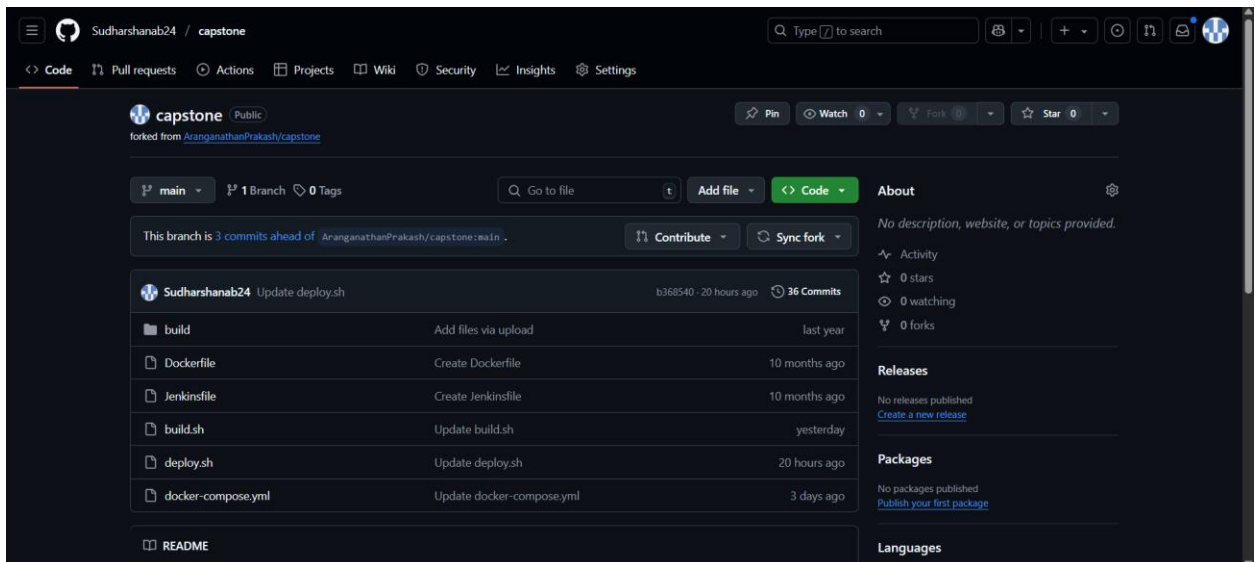 Sudharshanab24 / capstone
Type / to search
Code Pull requests Actions Projects Wiki Security Insights Settings
capstone Public
Pin Watch 0 Fork 0 Star 0
forked from AranganathanPrakash/capstone
main 1 Branch 0 Tags
Go to file t Add file Code
This branch is 3 commits ahead of AranganathanPrakash/capstone:main .
Contribute Sync fork
Sudharshanab24 Update deploy.sh b368540 · 20 hours ago 36 Commits
build Add files via upload last year
Dockerfile Create Dockerfile 10 months ago
Jenkinsfile Create Jenkinsfile 10 months ago
build.sh Update build.sh yesterday
deploy.sh Update deploy.sh 20 hours ago
docker-compose.yml Update docker-compose.yml 3 days ago
README
About
No description, website, or topics provided.
Activity
0 stars
0 watching
0 forks
Releases
No releases published
Create a new release
Packages
No packages published
Publish your first package
Languages